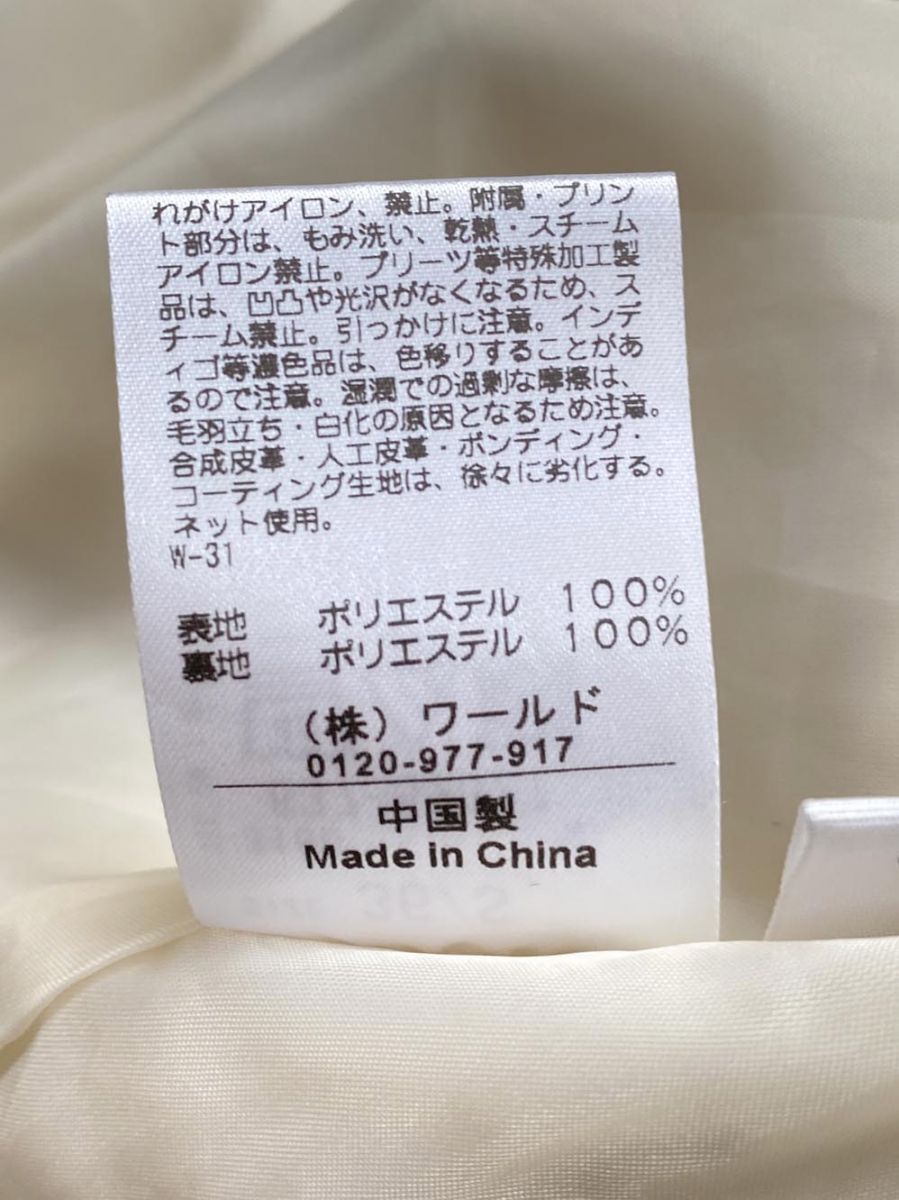 れがけアイロン、禁止。附属・プリン
ト部分は、もみ洗い、乾熱・スチーム
アイロン禁止。プリーツ等特殊加工製
品は、凹凸や光沢がなくなるため、ス
チーム禁止。引っかけに注意。インデ
ィゴ等濃色品は、色移りすることがあ
るので注意。湿潤での過剰な摩擦は、
毛羽立ち・白化の原因となるため注意。
合成皮革・人工皮革・ボンディング・
コーティング生地は、徐々に劣化する。
ネット使用。
W-31
表地 ポリエステル 100%
裏地 ポリエステル 100%
(株) ワールド
0120-977-917
中国製
Made in China